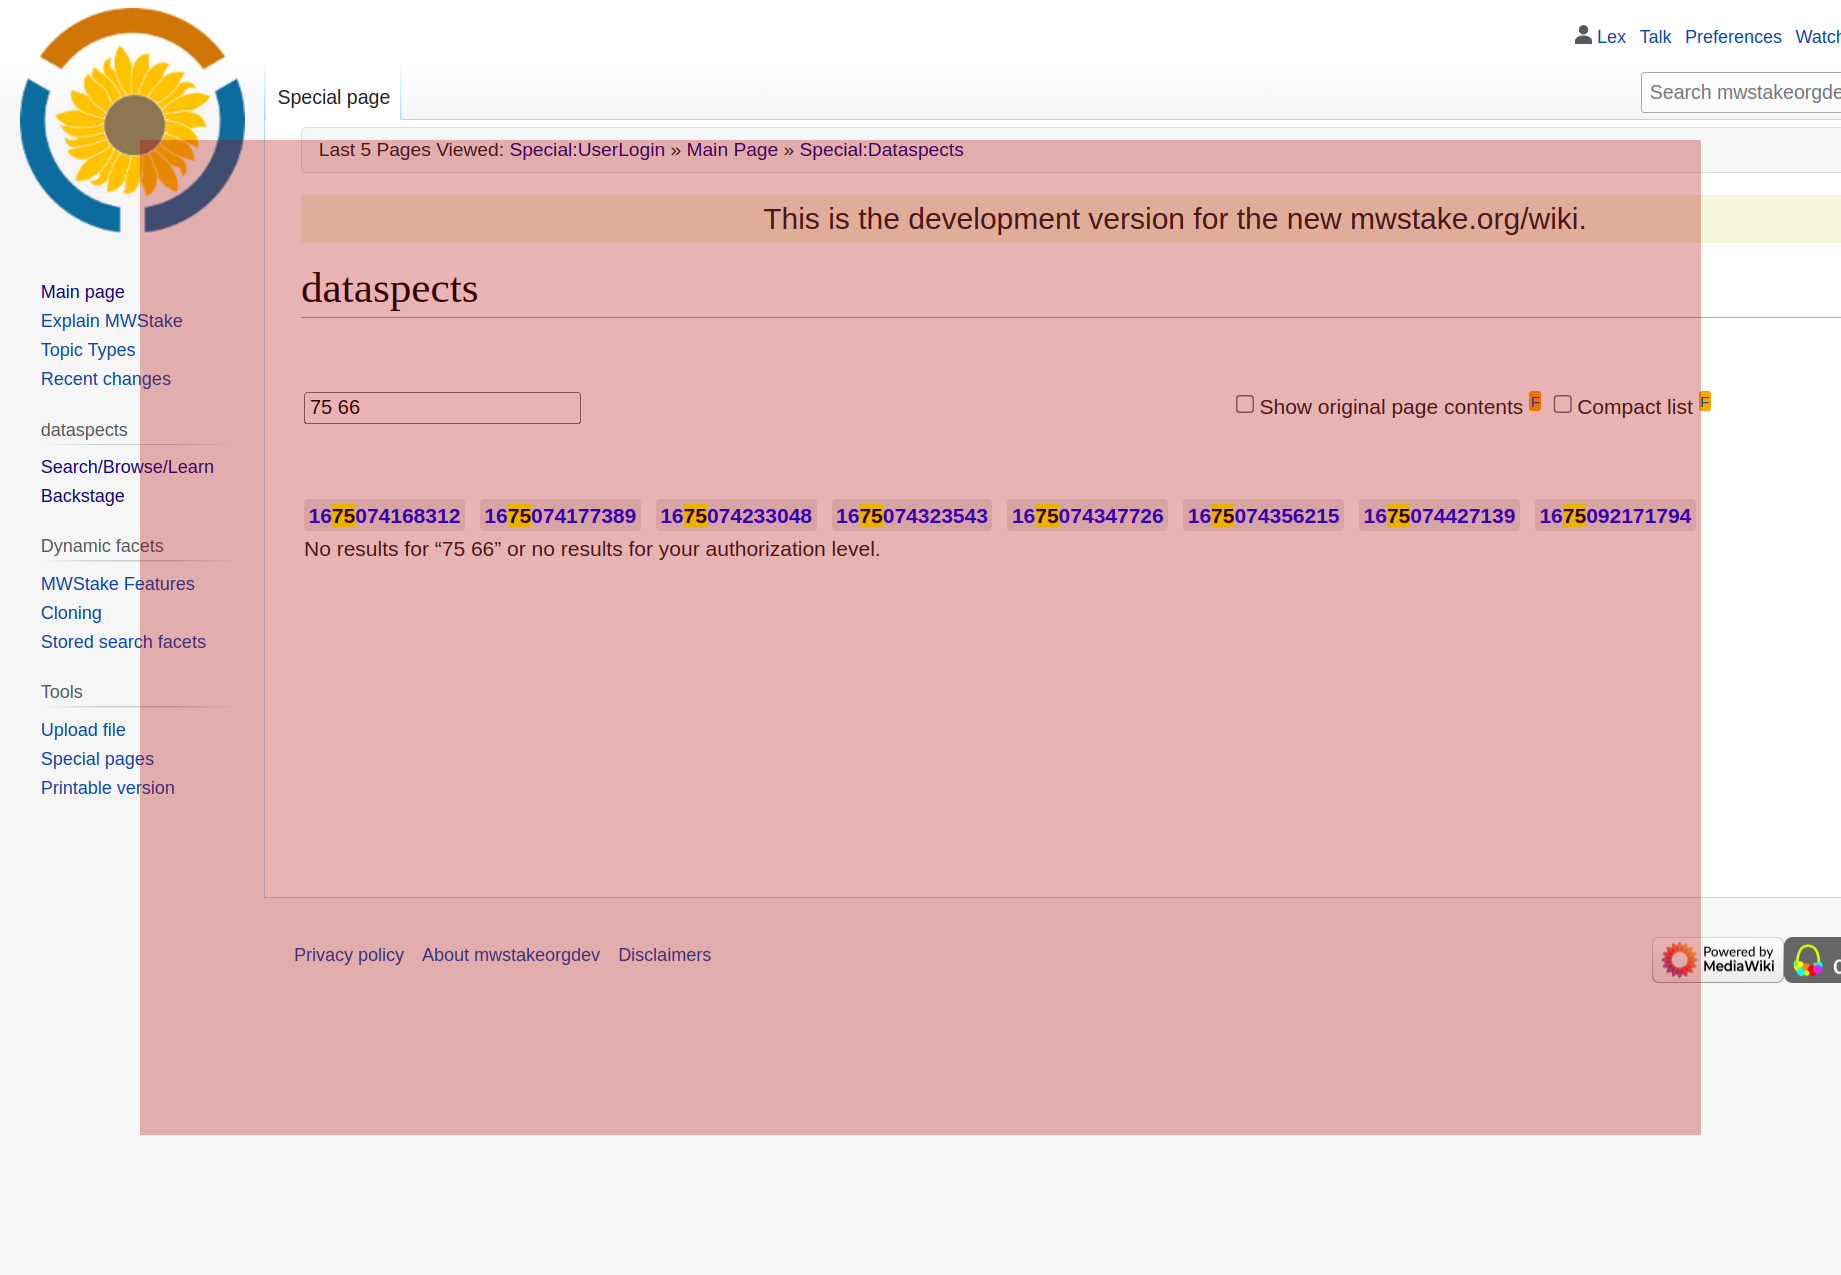 Lex Talk Preferences Watch
Special page
Search mwstakeorgde
Last 5 Pages Viewed: Special:UserLogin » Main Page » Special:Dataspects
This is the development version for the new mwstake.org/wiki.
dataspects
Main page
Explain MWStake
Topic Types
Recent changes
75 66
Show original page contents F Compact list F
dataspects
Search/Browse/Learn
Backstage
1675074168312 1675074177389 1675074233048 1675074323543 1675074347726 1675074356215 1675074427139 1675092171794
No results for “75 66” or no results for your authorization level.
Dynamic facets
MWStake Features
Cloning
Stored search facets
Tools
Upload file
Special pages
Printable version
Privacy policy About mwstakeorgdev Disclaimers
Powered by
MediaWiki